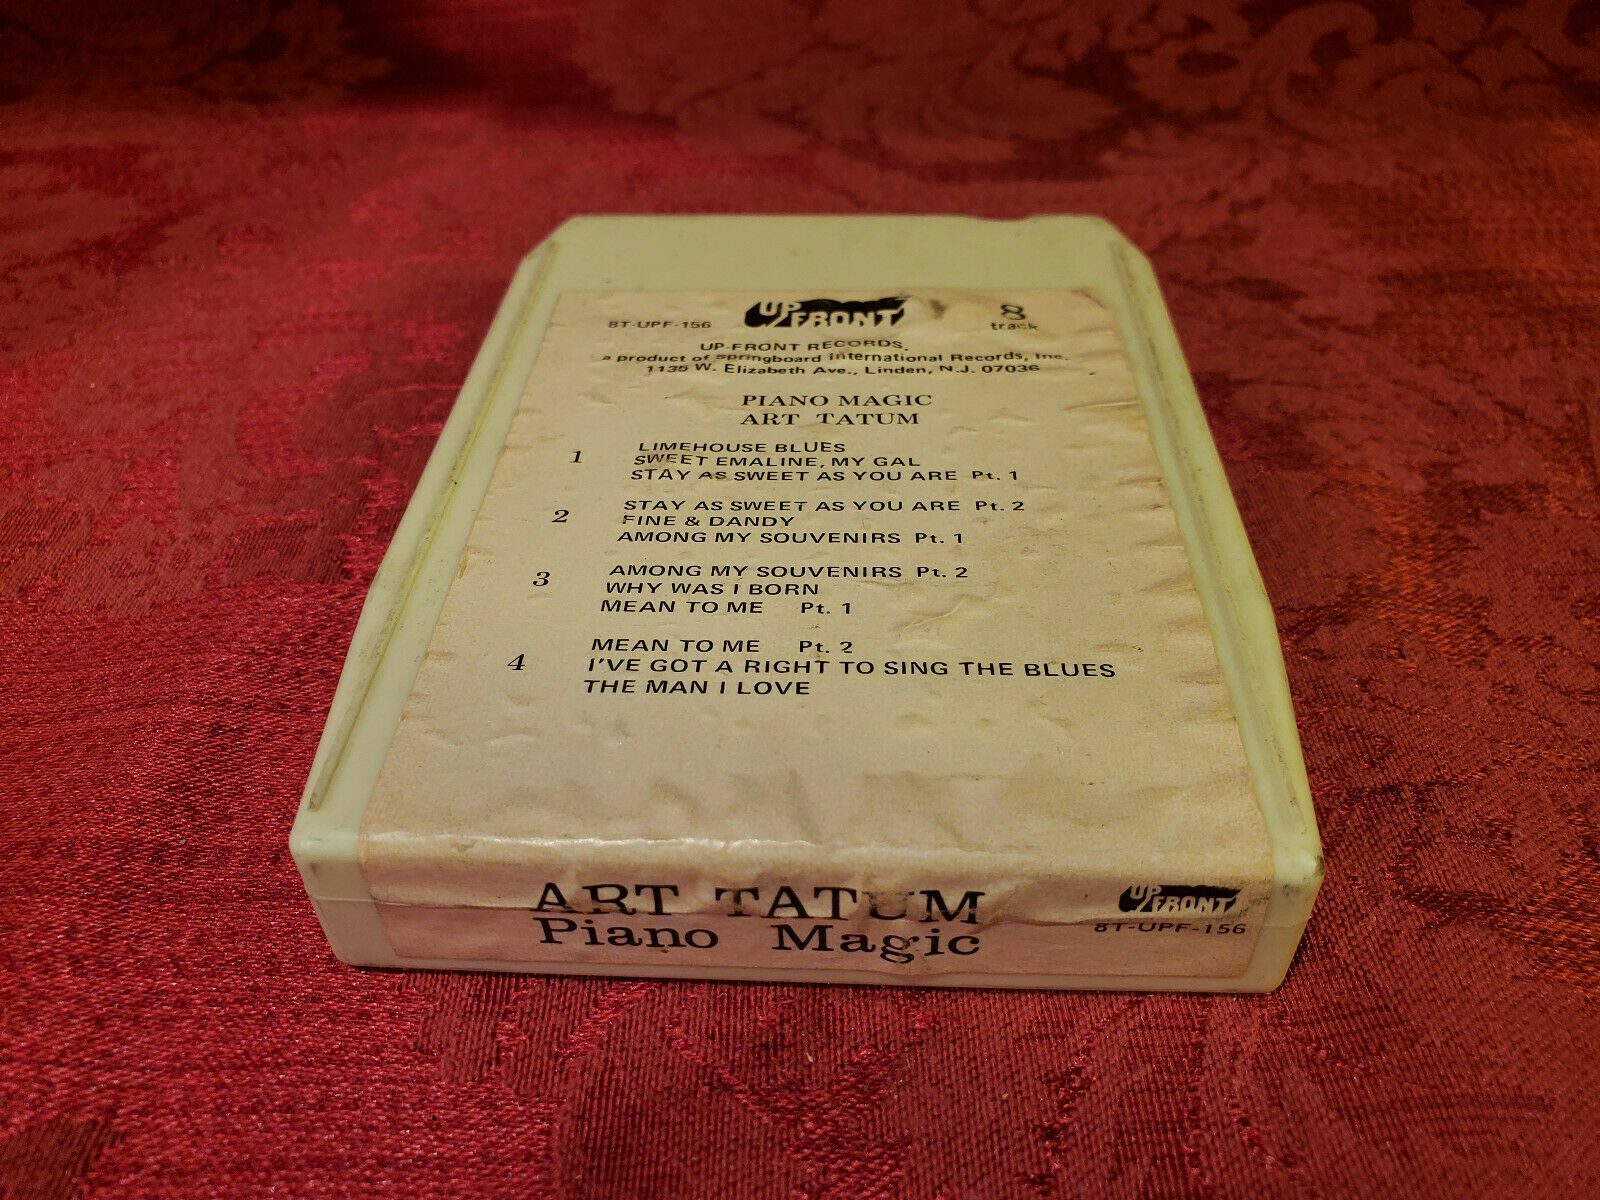 8T-UPF-156
UP FRONT
8 track
UP-FRONT RECORDS,
a product of Springboard International Records, Inc.
1135 W. Elizabeth Ave., Linden, N.J. 07036
PIANO MAGIC
ART TATUM
1
LIMEHOUSE BLUES
SWEET EMALINE, MY GAL
STAY AS SWEET AS YOU ARE Pt. 1
2
STAY AS SWEET AS YOU ARE Pt. 2
FINE & DANDY
AMONG MY SOUVENIRS Pt. 1
3
AMONG MY SOUVENIRS Pt. 2
WHY WAS I BORN
MEAN TO ME Pt. 1
4
MEAN TO ME Pt. 2
I'VE GOT A RIGHT TO SING THE BLUES
THE MAN I LOVE
ART TATUM
Piano Magic
UP FRONT
8T-UPF-156